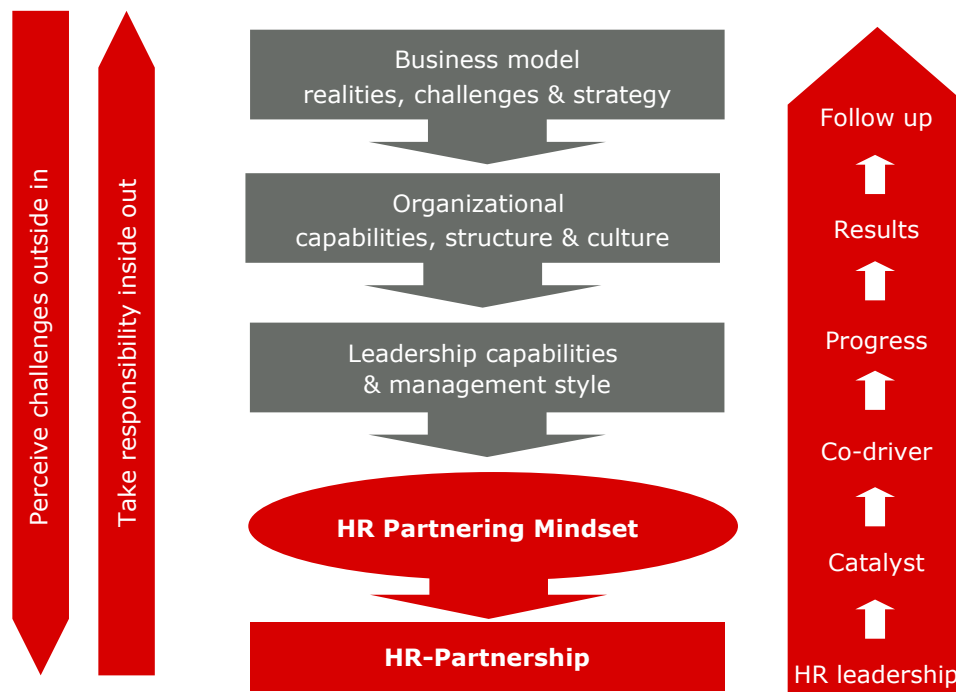 Perceive challenges outside in
Take responsibility inside out
Business model
realities, challenges & strategy
Organizational
capabilities, structure & culture
Leadership capabilities
& management style
HR Partnering Mindset
HR-Partnership
Follow up
Results
Progress
Co-driver
Catalyst
HR leadership